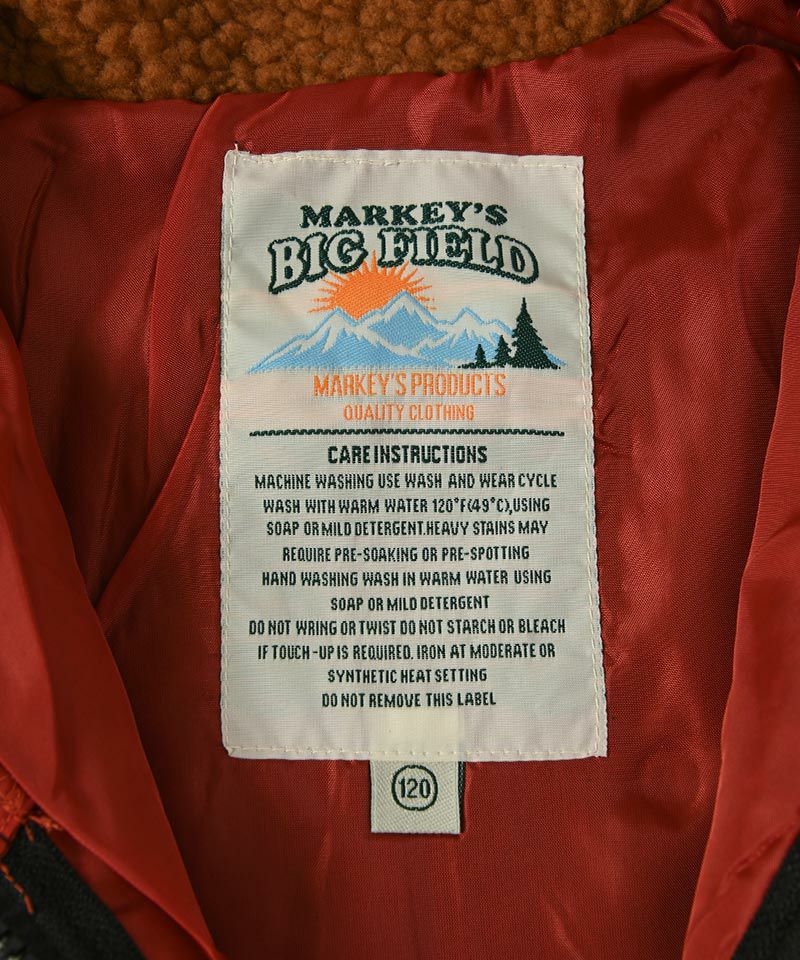 MARKEY'S
BIG FIELD
MARKEY'S PRODUCTS
QUALITY CLOTHING
CARE INSTRUCTIONS
MACHINE WASHING USE WASH AND WEAR CYCLE
WASH WITH WARM WATER 120°F(49°C),USING
SOAP OR MILD DETERGENT.HEAVY STAINS MAY
REQUIRE PRE-SOAKING OR PRE-SPOTTING
HAND WASHING WASH IN WARM WATER USING
SOAP OR MILD DETERGENT
DO NOT WRING OR TWIST DO NOT STARCH OR BLEACH
IF TOUCH-UP IS REQUIRED, IRON AT MODERATE OR
SYNTHETIC HEAT SETTING
DO NOT REMOVE THIS LABEL
120